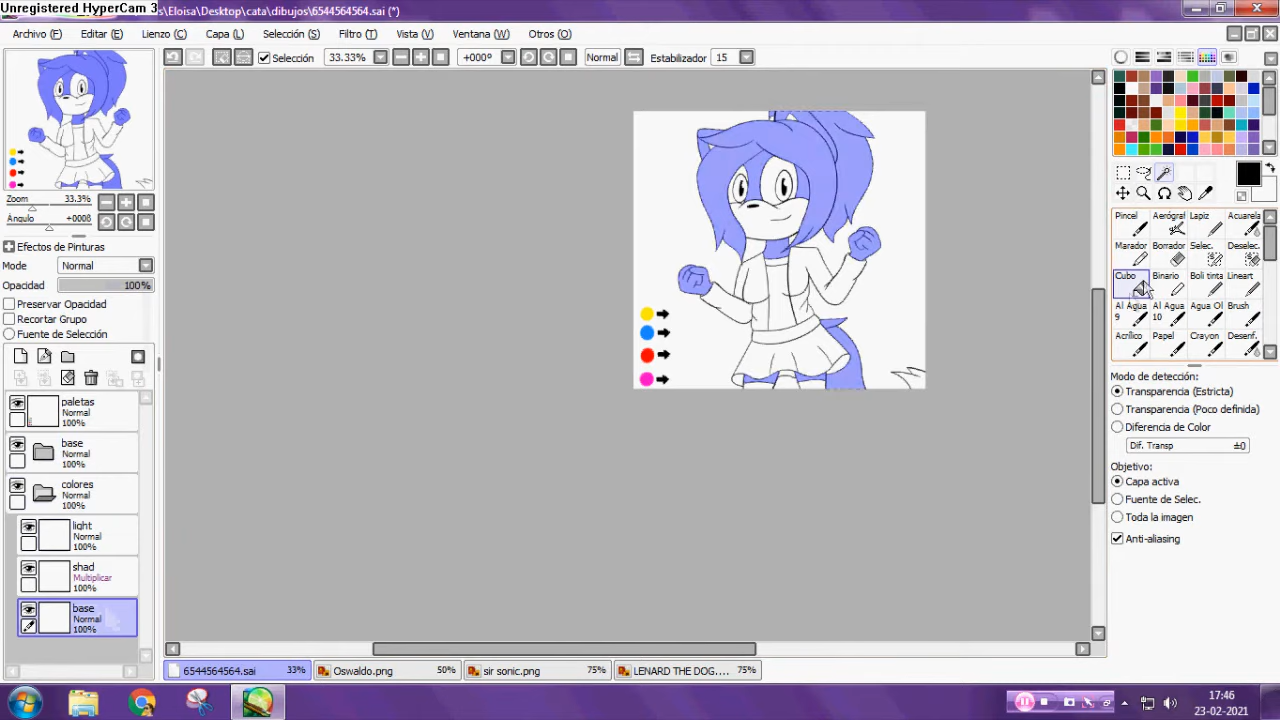 Unregistered HyperCam 3
s\Eloisa\Desktop\cata\dibujos\6544564564.sai (*)
Archivo (F) Editar (E) Lienzo (C) Capa (L) Selección (S) Filtro (T) Vista (V) Ventana (W) Otros (O)
Selección 33.33% +000º Normal Estabilizador 15
Zoom 33.3%
Ángulo +000º
Efectos de Pinturas
Mode Normal
Opacidad 100%
Preservar Opacidad
Recortar Grupo
Fuente de Selección
paletas
Normal
100%
base
Normal
100%
colores
Normal
100%
light
Normal
100%
shad
Multiplicar
100%
base
Normal
100%
Pincel Aerógraf Lapiz Acuarela
Marador Borrador Selec. Deselec.
Cubo Binario Boli tinta Lineart
Al Agua 9 Al Agua 10 Agua Ol Brush
Acrílico Papel Crayon Desenf.
Modo de detección:
Transparencia (Estricta)
Transparencia (Poco definida)
Diferencia de Color
Dif. Transp ±0
Objetivo:
Capa activa
Fuente de Selec.
Toda la imagen
Anti-aliasing
6544564564.sai 33% Oswaldo.png 50% sir sonic.png 75% LENARD THE DOG.... 75%
17:46
23-02-2021